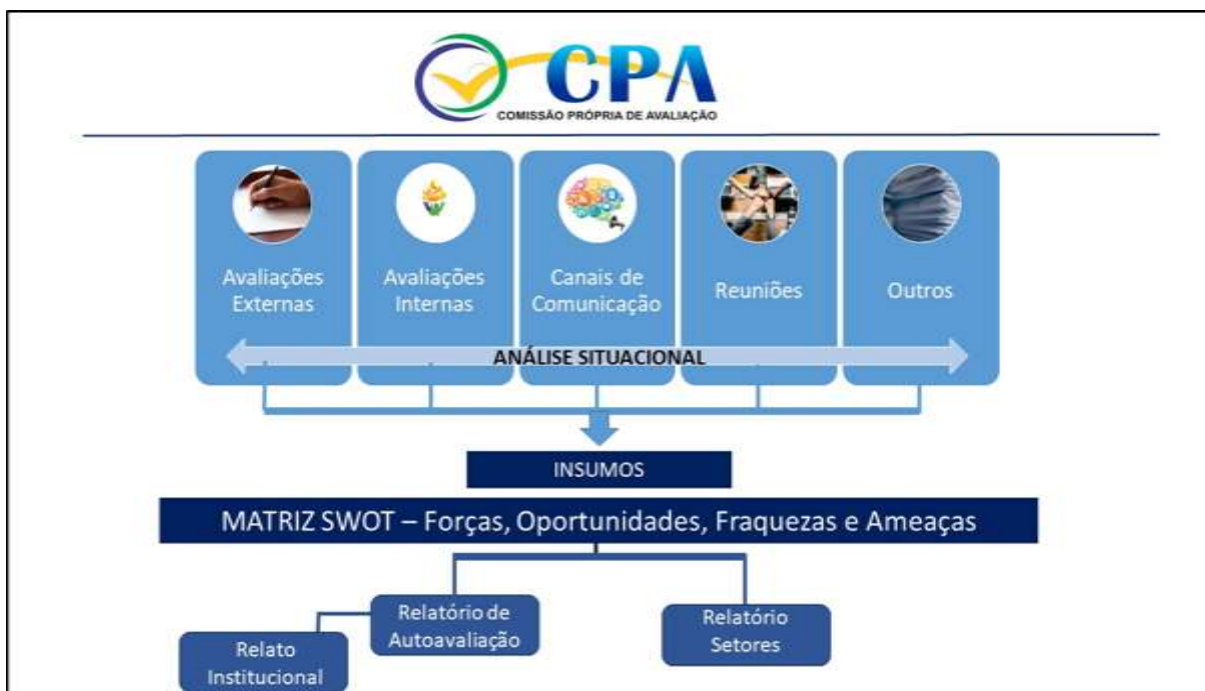 CPA
COMISSÃO PRÓPRIA DE AVALIAÇÃO
Avaliações
Externas
Avaliações
Internas
Canais de
Comunicação
Reuniões
Outros
ANÁLISE SITUACIONAL
INSUMOS
MATRIZ SWOT – Forças, Oportunidades, Fraquezas e Ameaças
Relatório de
Autoavaliação
Relatório
Setores
Relato
Institucional